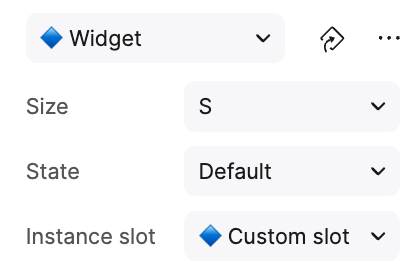 🔷 Widget
Size S
State Default
Instance slot 🔷 Custom slot